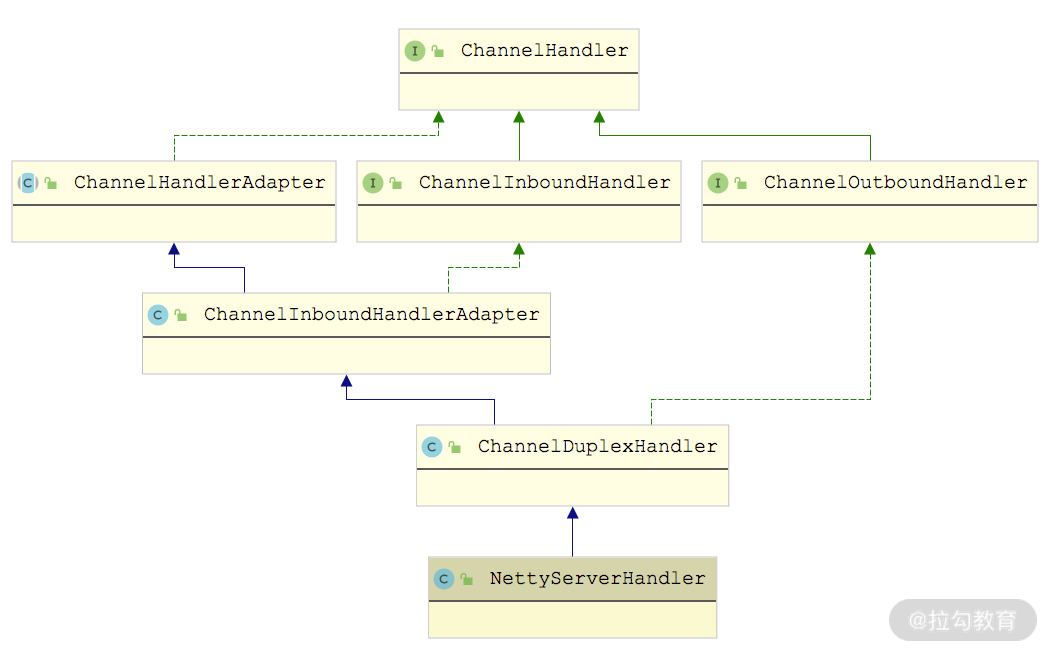 I ChannelHandler
C ChannelHandlerAdapter
I ChannelInboundHandler
I ChannelOutboundHandler
C ChannelInboundHandlerAdapter
C ChannelDuplexHandler
C NettyServerHandler
@拉勾教育